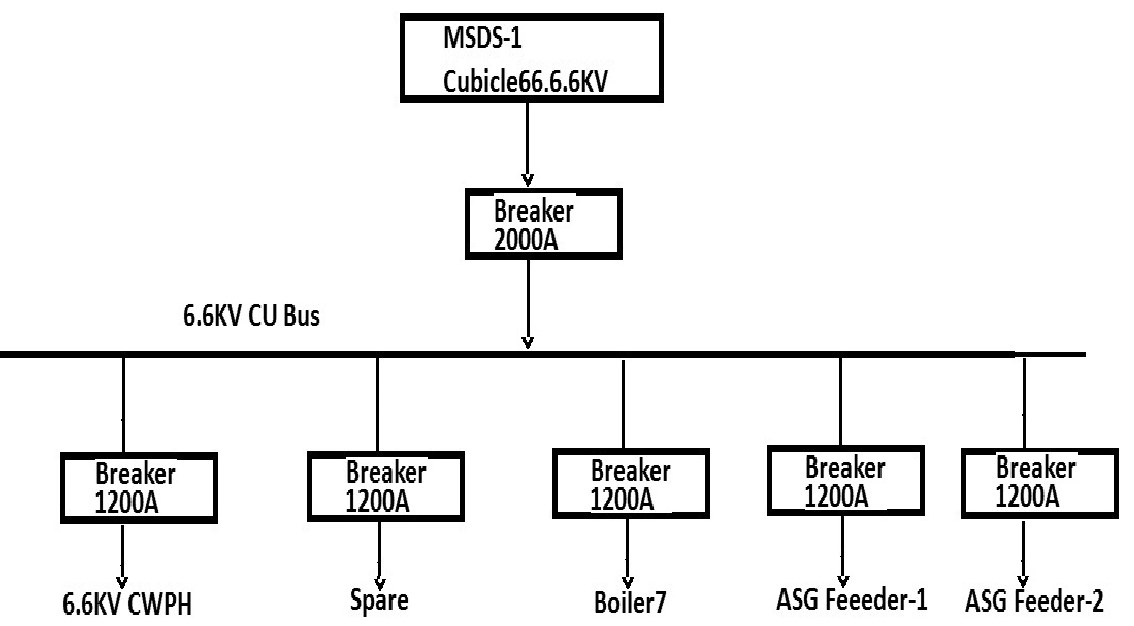 MSDS-1
Cubicle66.6.6KV
Breaker
2000A
6.6KV CU Bus
Breaker
1200A
Breaker
1200A
Breaker
1200A
Breaker
1200A
Breaker
1200A
6.6KV CWPH
Spare
Boiler7
ASG Feeeder-1
ASG Feeder-2